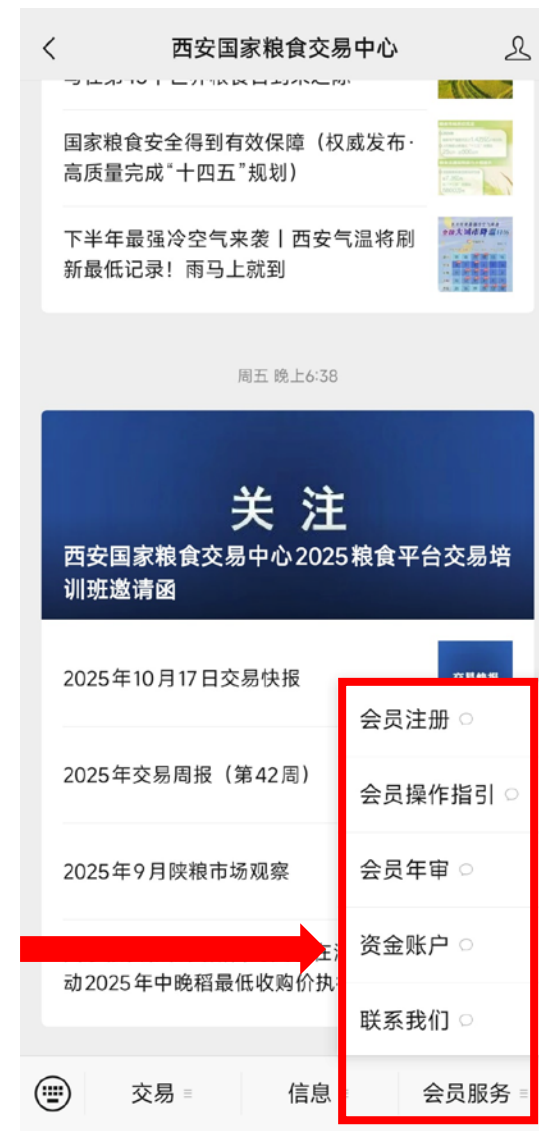 西安国家粮食交易中心
国家粮食安全得到有效保障（权威发布·
高质量完成“十四五”规划）
下半年最强冷空气来袭丨西安气温将刷
新最低记录！雨马上就到
周五 晚上6:38
关 注
西安国家粮食交易中心2025粮食平台交易培
训班邀请函
2025年10月17日交易快报
2025年交易周报（第42周）
2025年9月陕粮市场观察
动2025年中晚稻最低收购价执
会员注册
会员操作指引
会员年审
资金账户
联系我们
交易
信息
会员服务